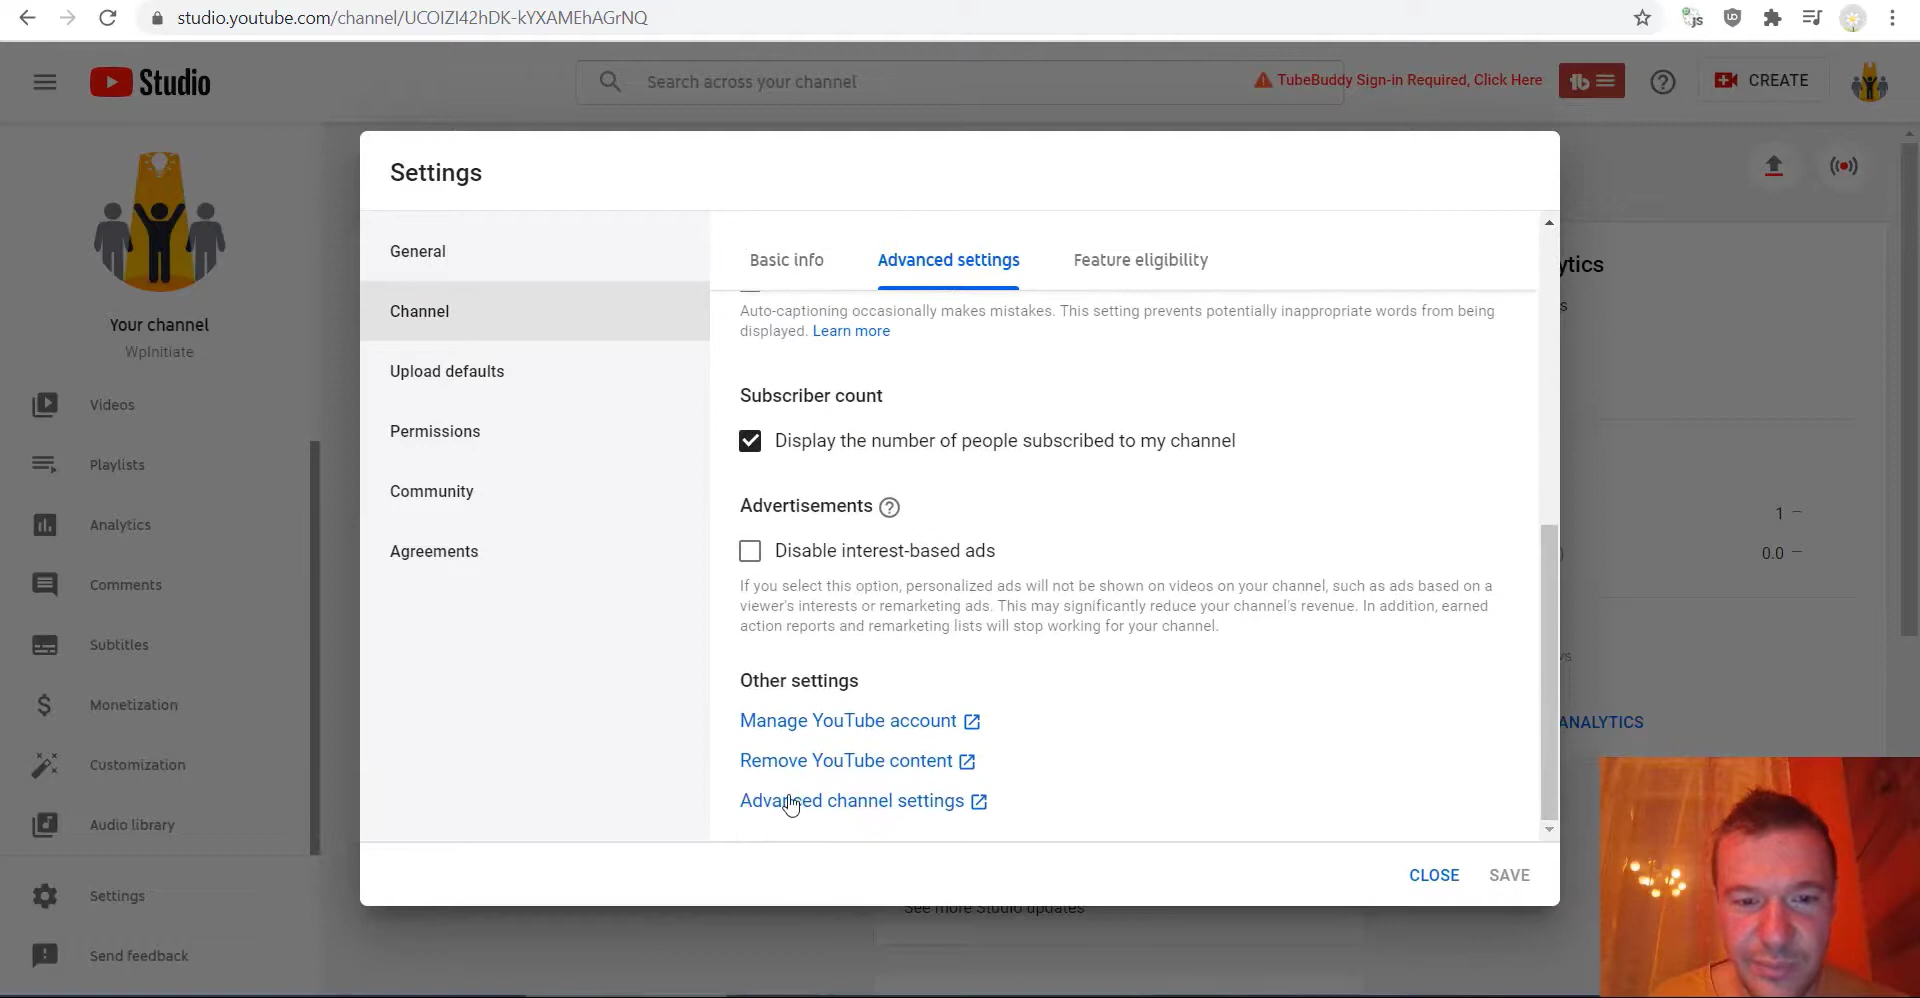 studio.youtube.com/channel/UCOIZI42hDK-kYXAMEhAGrNQ
Studio
Search across your channel
TubeBuddy Sign-in Required, Click Here
CREATE
Your channel
WpInitiate
Videos
Playlists
Analytics
Comments
Subtitles
Monetization
Customization
Audio library
Settings
Send feedback
Settings
General
Channel
Upload defaults
Permissions
Community
Agreements
Basic info
Advanced settings
Feature eligibility
Auto-captioning occasionally makes mistakes. This setting prevents potentially inappropriate words from being
displayed. Learn more
Subscriber count
Display the number of people subscribed to my channel
Advertisements
Disable interest-based ads
If you select this option, personalized ads will not be shown on videos on your channel, such as ads based on a
viewer's interests or remarketing ads. This may significantly reduce your channel's revenue. In addition, earned
action reports and remarketing lists will stop working for your channel.
Other settings
Manage YouTube account
Remove YouTube content
Advanced channel settings
CLOSE
SAVE
ytics
1 —
0.0 —
ANALYTICS
See more Studio updates